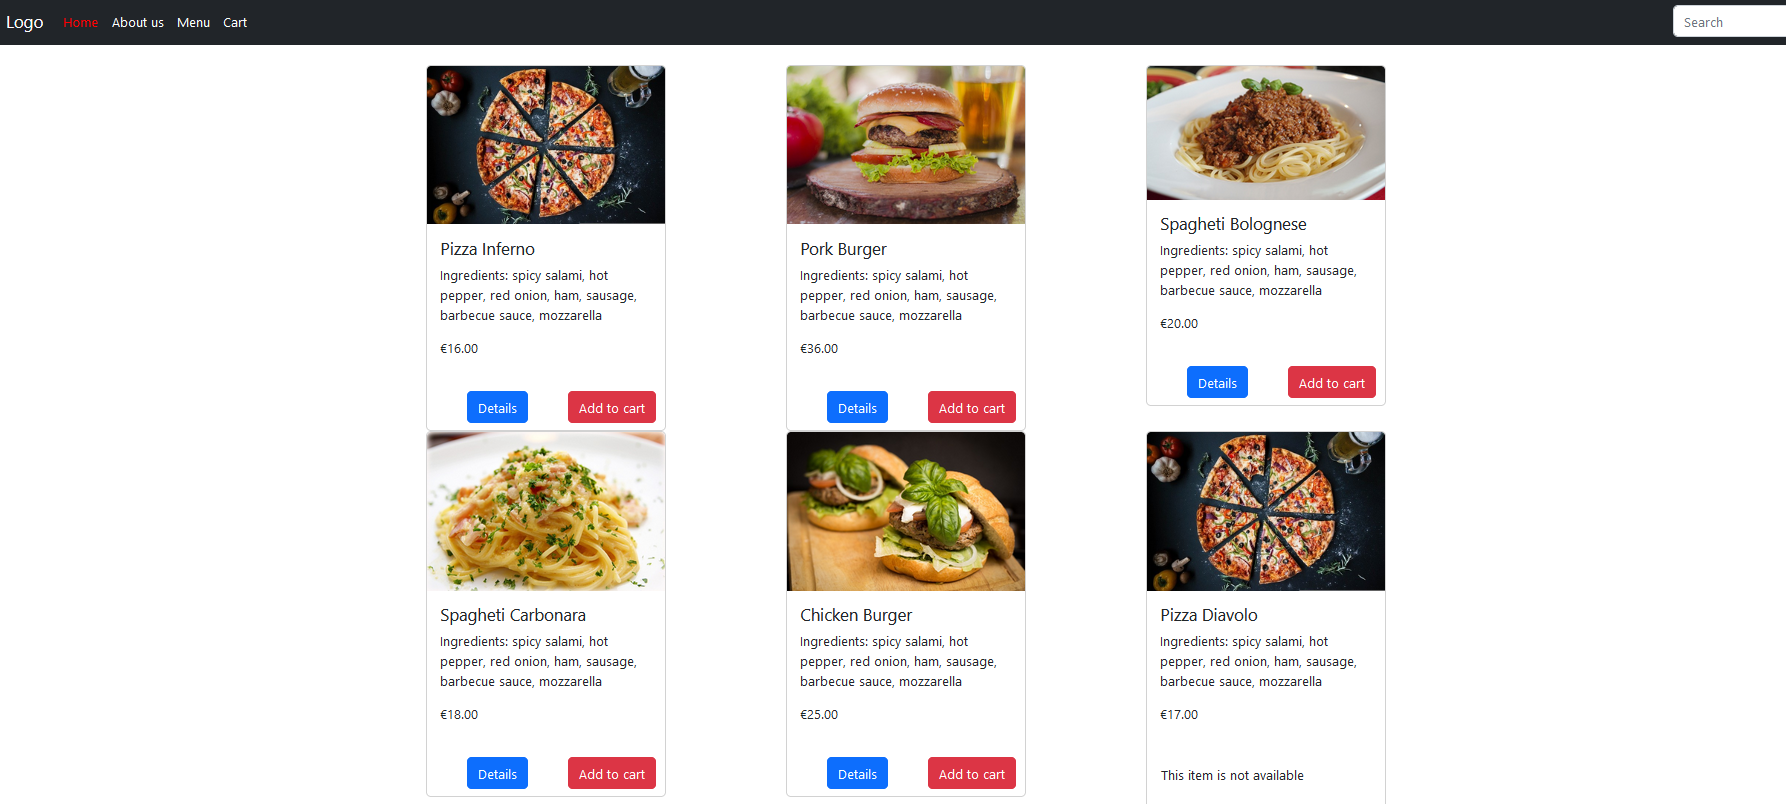 Logo Home About us Menu Cart Search
Pizza Inferno
Ingredients: spicy salami, hot
pepper, red onion, ham, sausage,
barbecue sauce, mozzarella
€16.00
Details Add to cart
Pork Burger
Ingredients: spicy salami, hot
pepper, red onion, ham, sausage,
barbecue sauce, mozzarella
€36.00
Details Add to cart
Spagheti Bolognese
Ingredients: spicy salami, hot
pepper, red onion, ham, sausage,
barbecue sauce, mozzarella
€20.00
Details Add to cart
Spagheti Carbonara
Ingredients: spicy salami, hot
pepper, red onion, ham, sausage,
barbecue sauce, mozzarella
€18.00
Details Add to cart
Chicken Burger
Ingredients: spicy salami, hot
pepper, red onion, ham, sausage,
barbecue sauce, mozzarella
€25.00
Details Add to cart
Pizza Diavolo
Ingredients: spicy salami, hot
pepper, red onion, ham, sausage,
barbecue sauce, mozzarella
€17.00
This item is not available